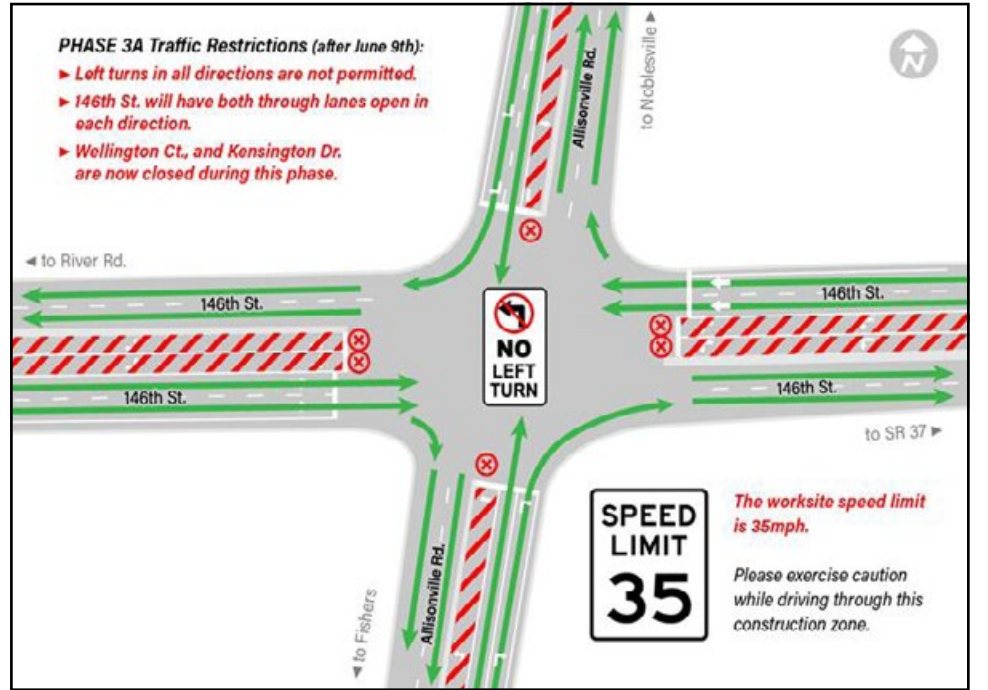 PHASE 3A Traffic Restrictions (after June 9th):
► Left turns in all directions are not permitted.
► 146th St. will have both through lanes open in
each direction.
► Wellington Ct., and Kensington Dr.
are now closed during this phase.
Allisonville Rd.
to Noblesville ►
N
◄ to River Rd.
146th St.
146th St.
NO
LEFT
TURN
146th St.
146th St.
to SR 37 ►
SPEED
LIMIT
35
The worksite speed limit
is 35mph.
Please exercise caution
while driving through this
construction zone.
Allisonville Rd.
◄ to Fishers